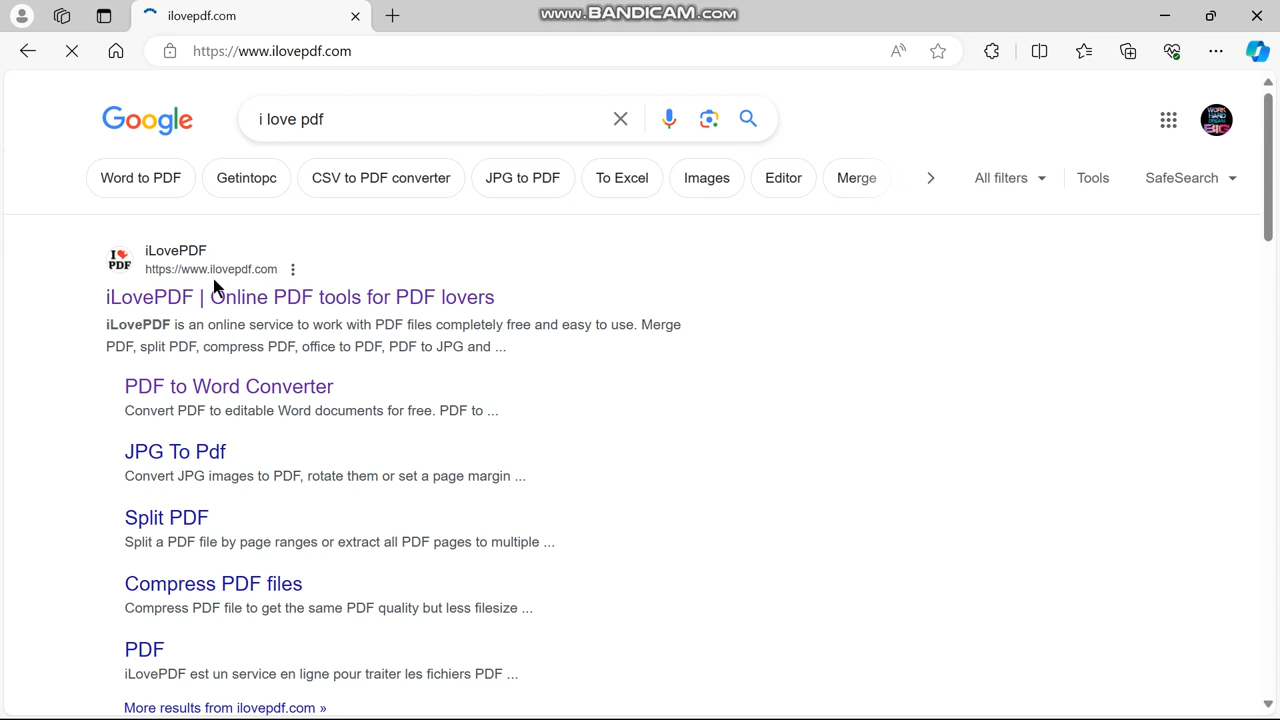 ilovepdf.com
www.BANDICAM.com
https://www.ilovepdf.com
Google
i love pdf
WORK
HARD
DREAM
BIG
Word to PDF
Getintopc
CSV to PDF converter
JPG to PDF
To Excel
Images
Editor
Merge
All filters
Tools
SafeSearch
I PDF
iLovePDF
https://www.ilovepdf.com
iLovePDF | Online PDF tools for PDF lovers
iLovePDF is an online service to work with PDF files completely free and easy to use. Merge
PDF, split PDF, compress PDF, office to PDF, PDF to JPG and ...
PDF to Word Converter
Convert PDF to editable Word documents for free. PDF to ...
JPG To Pdf
Convert JPG images to PDF, rotate them or set a page margin ...
Split PDF
Split a PDF file by page ranges or extract all PDF pages to multiple ...
Compress PDF files
Compress PDF file to get the same PDF quality but less filesize ...
PDF
iLovePDF est un service en ligne pour traiter les fichiers PDF ...
More results from ilovepdf.com »